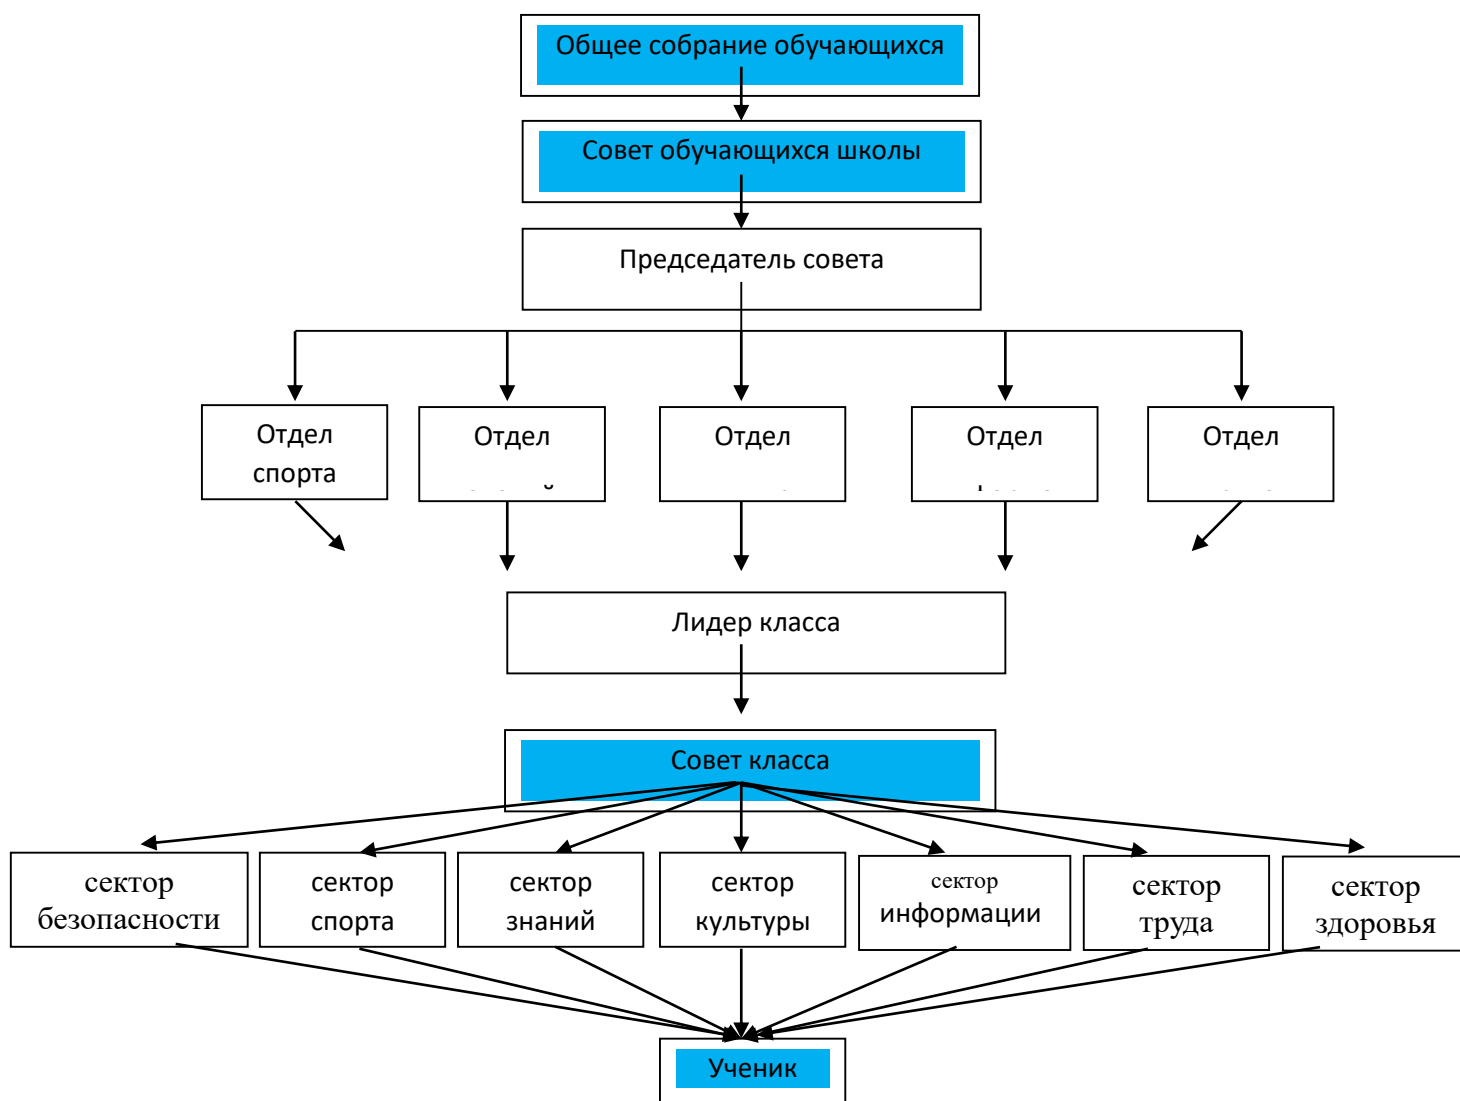 Общее собрание обучающихся
Совет обучающихся школы
Председатель совета
Отдел
спорта
Отдел
Отдел
Отдел
Отдел
Лидер класса
Совет класса
сектор
безопасности
сектор
спорта
сектор
знаний
сектор
культуры
сектор
информации
сектор
труда
сектор
здоровья
Ученик